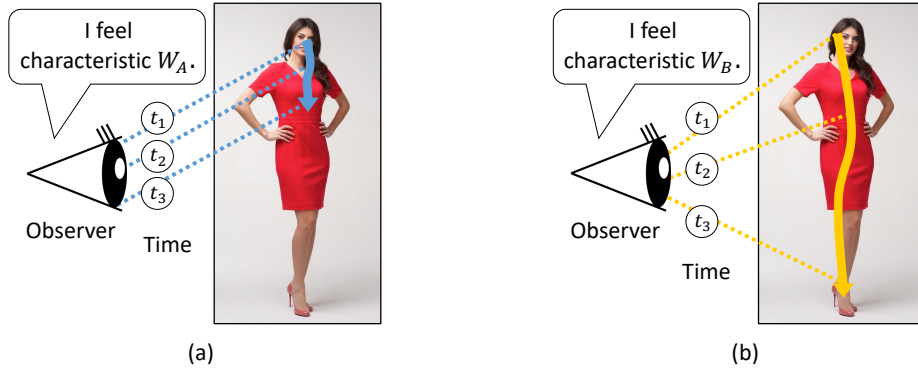 I feel
characteristic W_A.
t_1
t_2
t_3
Observer
Time
(a)
I feel
characteristic W_B.
t_1
t_2
t_3
Observer
Time
(b)